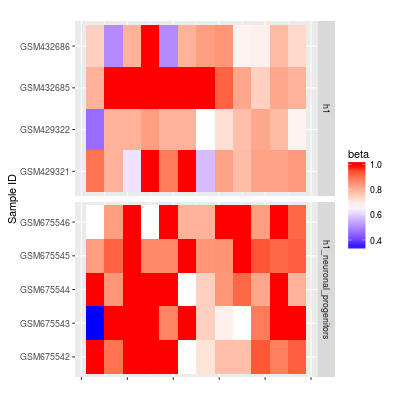 GSM432686
GSM432685
GSM429322
GSM429321
h1
GSM675546
GSM675545
GSM675544
GSM675543
GSM675542
h1_neuronal_progenitors
Sample ID
beta
1.0
0.8
0.6
0.4